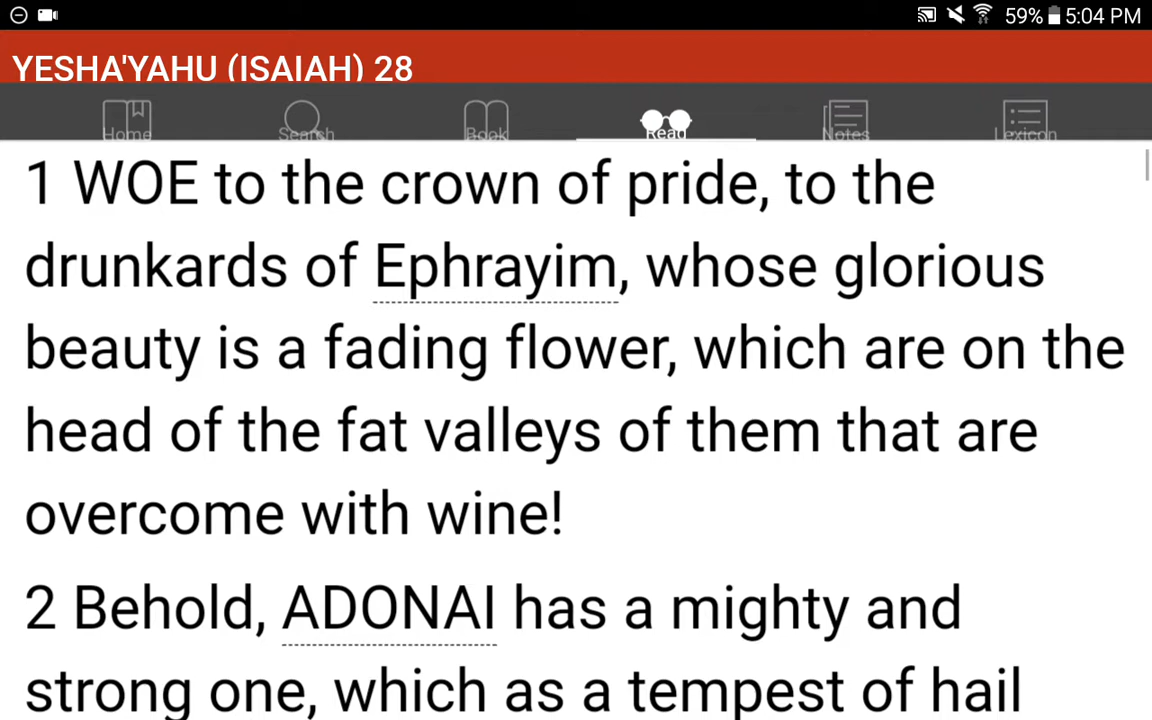 59% 5:04 PM
YESHA'YAHU (ISAIAH) 28
Home Search Book Read Notes Lexicon
1 WOE to the crown of pride, to the
drunkards of Ephrayim, whose glorious
beauty is a fading flower, which are on the
head of the fat valleys of them that are
overcome with wine!
2 Behold, ADONAI has a mighty and
strong one, which as a tempest of hail